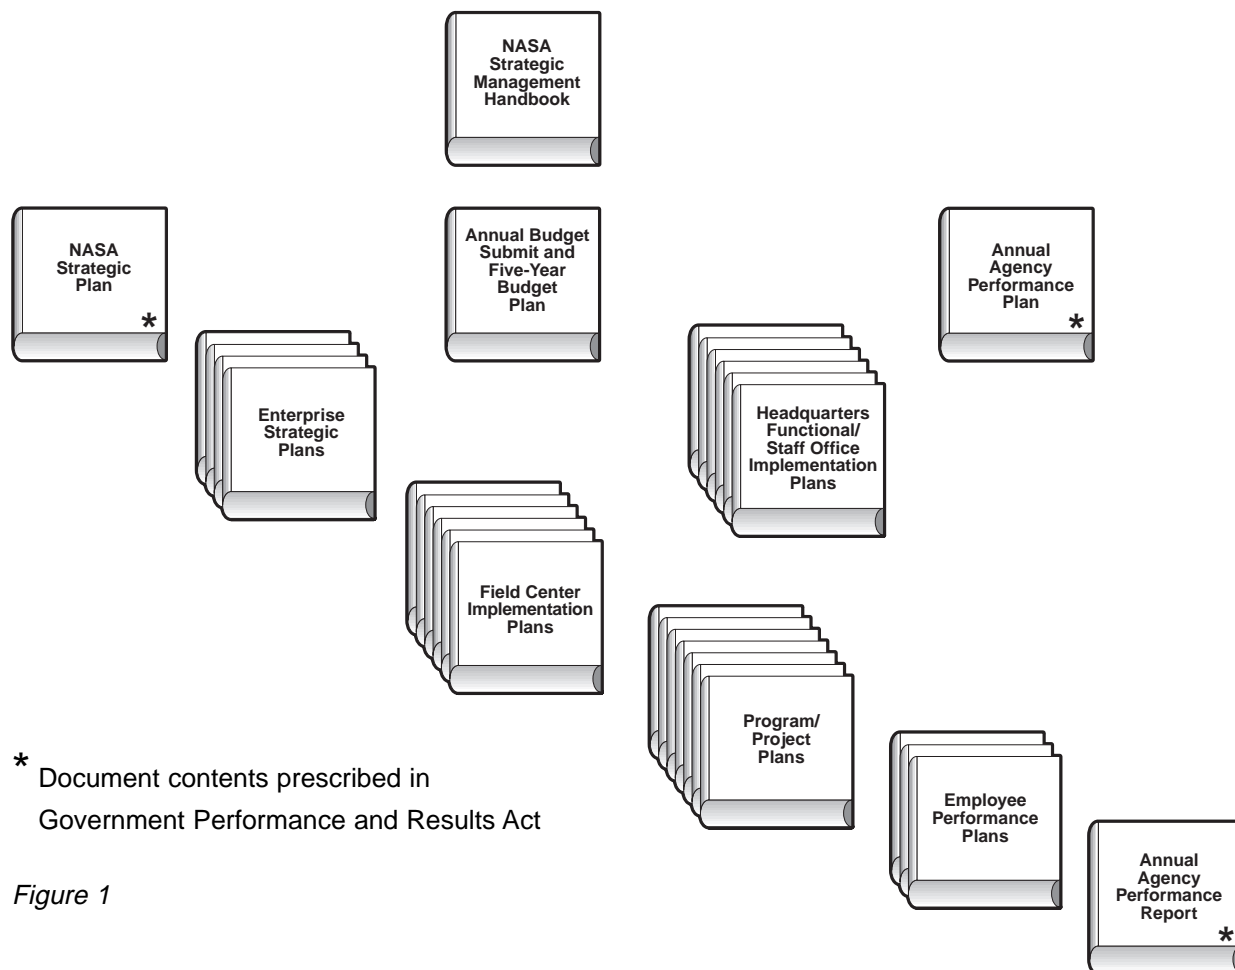 NASA
Strategic
Management
Handbook
NASA
Strategic
Plan
*
Annual Budget
Submit and
Five-Year
Budget
Plan
Annual
Agency
Performance
Plan
*
Enterprise
Strategic
Plans
Headquarters
Functional/
Staff Office
Implementation
Plans
Field Center
Implementation
Plans
Program/
Project
Plans
* Document contents prescribed in
Government Performance and Results Act
Employee
Performance
Plans
Annual
Agency
Performance
Report
*
Figure 1